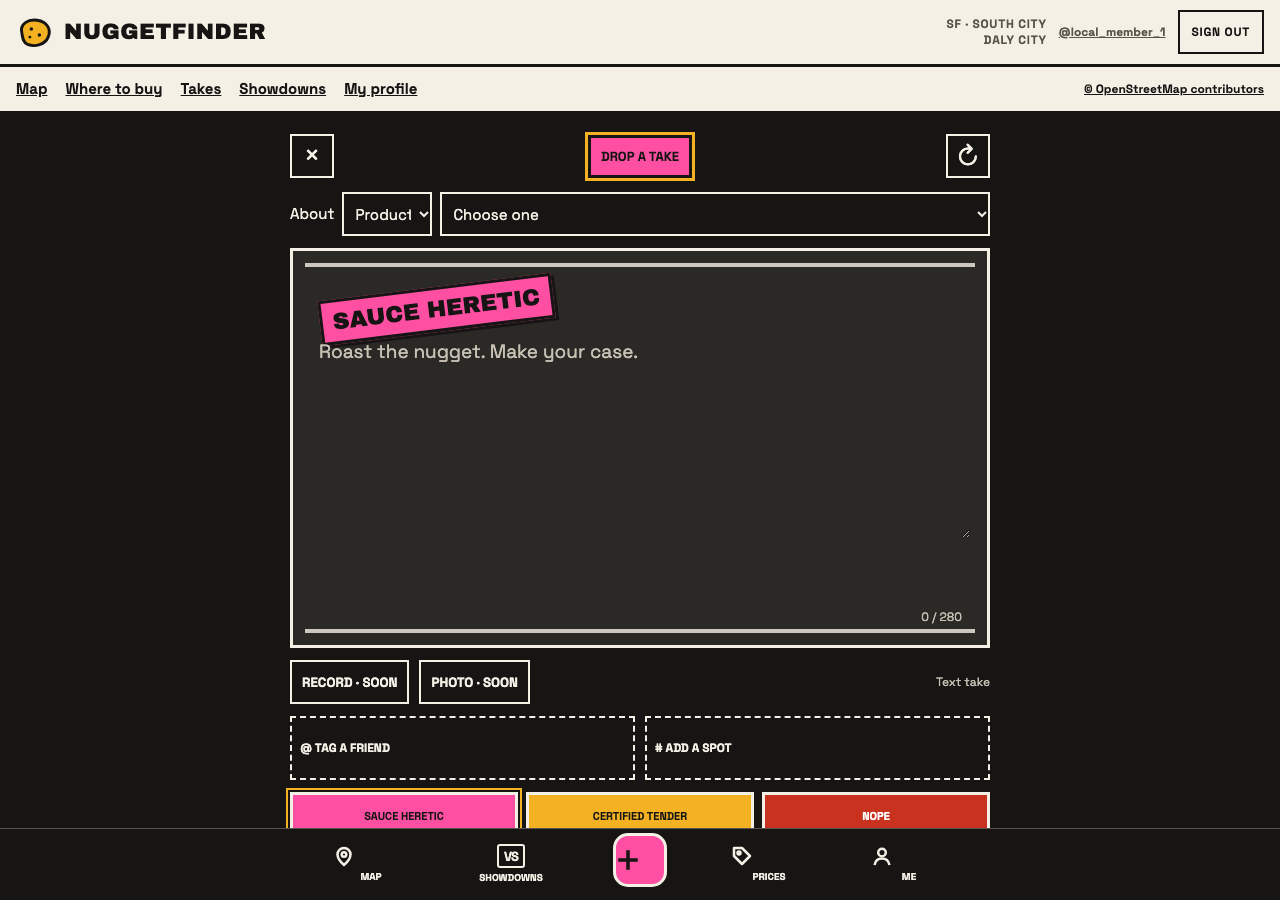 NUGGETFINDER
SF · SOUTH CITY
DALY CITY
@local_member_1
SIGN OUT
Map
Where to buy
Takes
Showdowns
My profile
© OpenStreetMap contributors
×
DROP A TAKE
About
Product
Choose one
SAUCE HERETIC
Roast the nugget. Make your case.
0 / 280
RECORD · SOON
PHOTO · SOON
Text take
@ TAG A FRIEND
# ADD A SPOT
SAUCE HERETIC
CERTIFIED TENDER
NOPE
MAP
VS
SHOWDOWNS
+
PRICES
ME